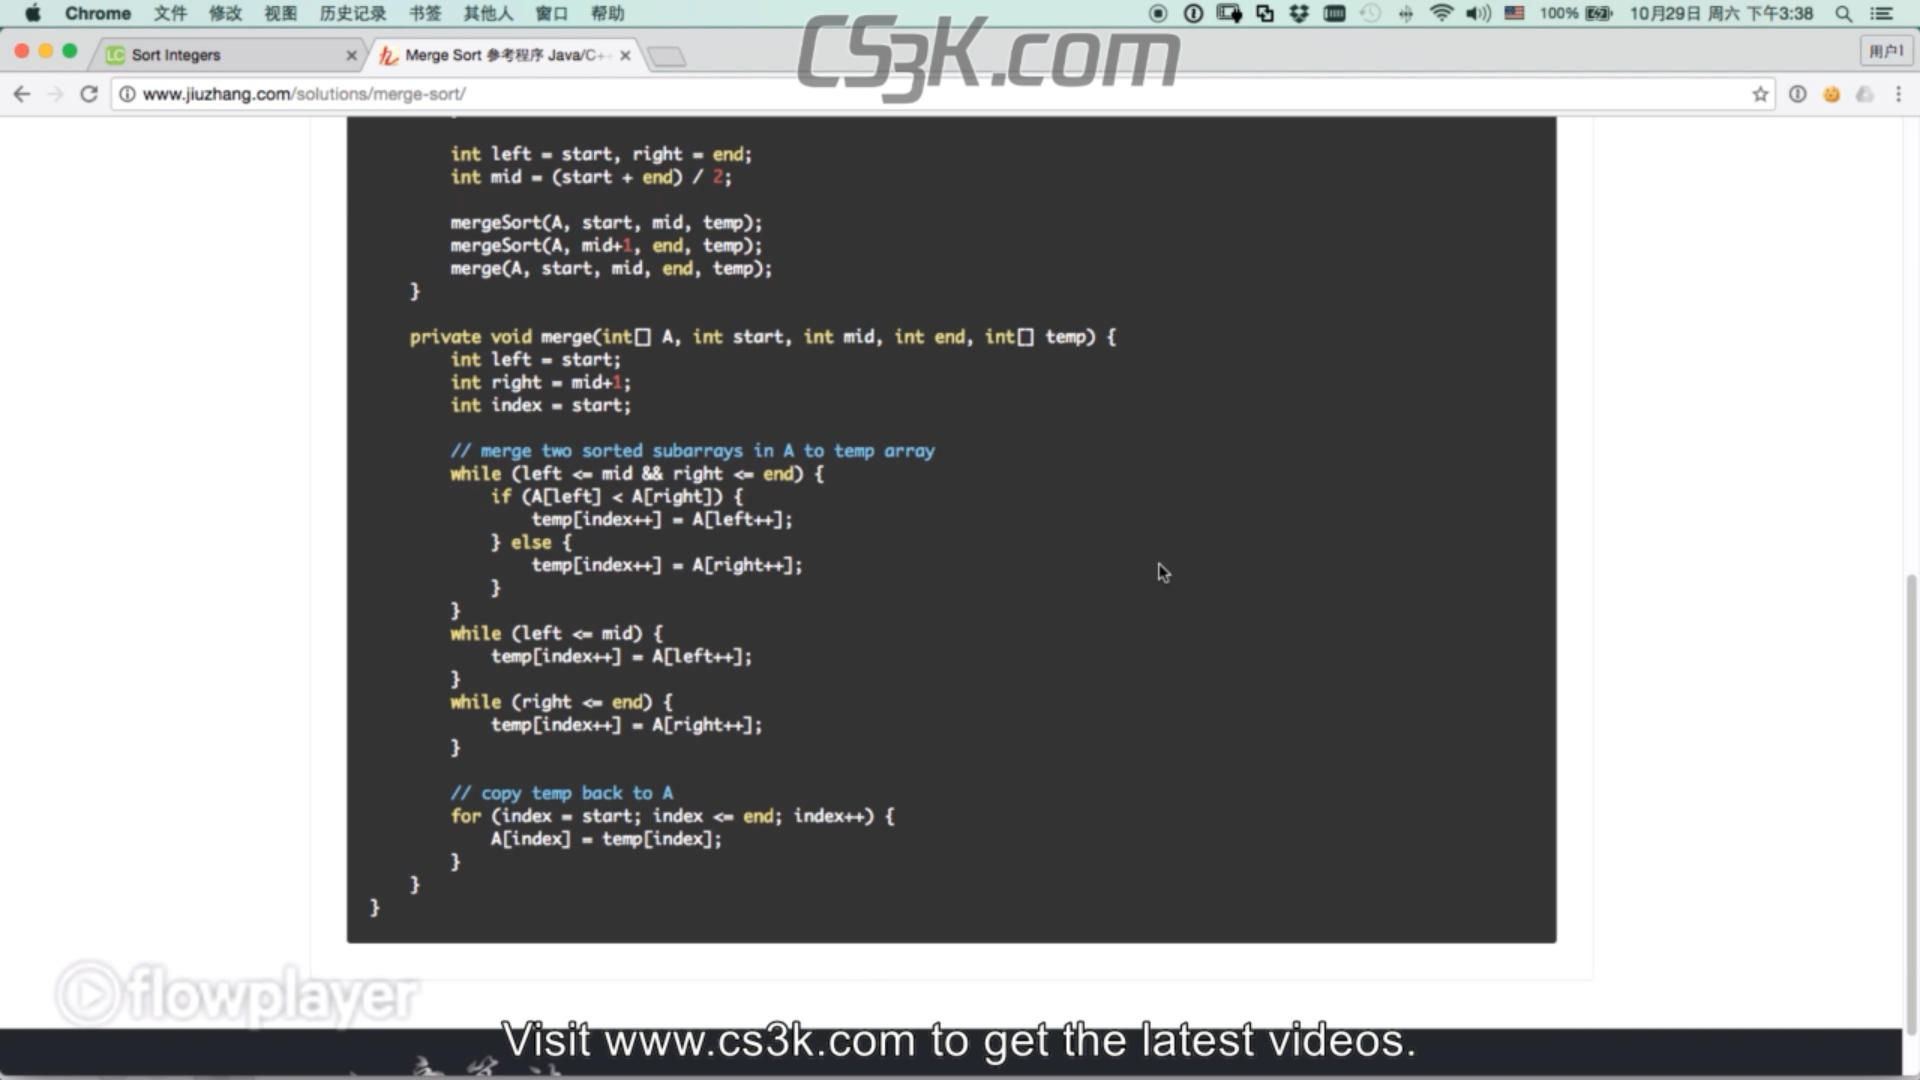 Chrome 文件 修改 视图 历史记录 书签 其他人 窗口 帮助 100% 10月29日 周六 下午3:38
LC Sort Integers Merge Sort 参考程序 Java/C++ 用户1
CS3K.com
www.jiuzhang.com/solutions/merge-sort/
int left = start, right = end;
int mid = (start + end) / 2;
mergeSort(A, start, mid, temp);
mergeSort(A, mid+1, end, temp);
merge(A, start, mid, end, temp);
}
private void merge(int[] A, int start, int mid, int end, int[] temp) {
int left = start;
int right = mid+1;
int index = start;
// merge two sorted subarrays in A to temp array
while (left <= mid && right <= end) {
if (A[left] < A[right]) {
temp[index++] = A[left++];
} else {
temp[index++] = A[right++];
}
}
while (left <= mid) {
temp[index++] = A[left++];
}
while (right <= end) {
temp[index++] = A[right++];
}
// copy temp back to A
for (index = start; index <= end; index++) {
A[index] = temp[index];
}
}
}
flowplayer
Visit www.cs3k.com to get the latest videos.